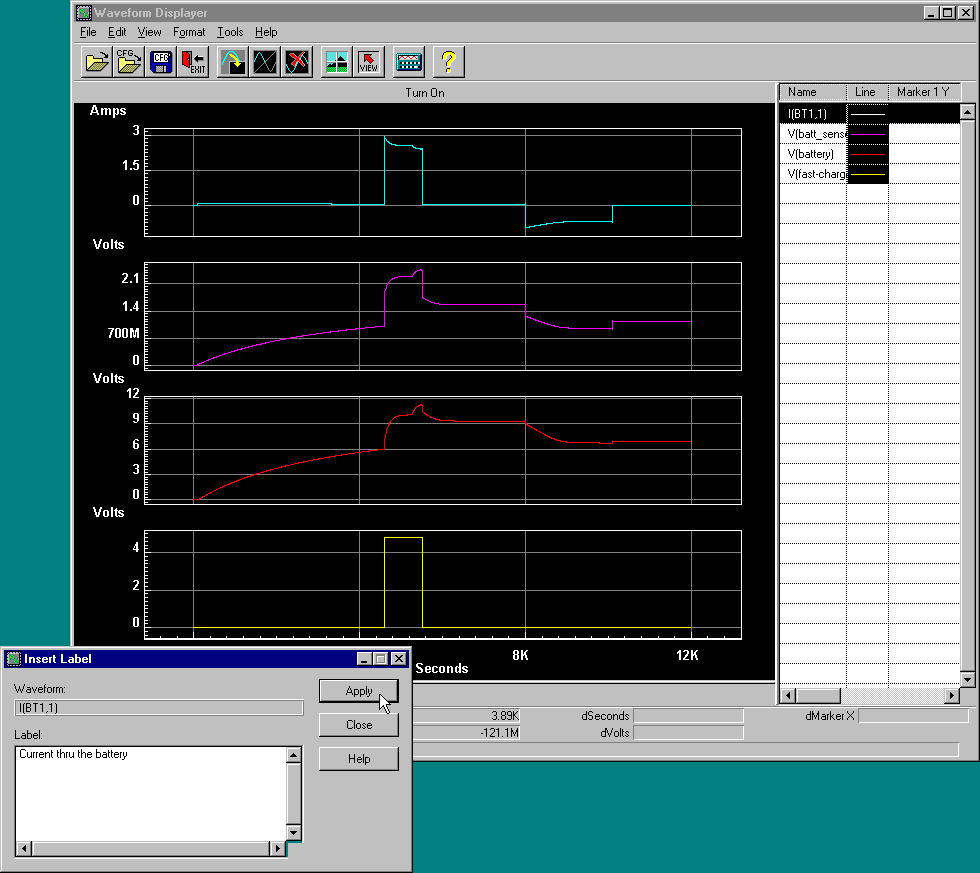 Waveform Displayer
File Edit View Format Tools Help
CFG CFG EXIT VIEW ?
Turn On
Name Line Marker 1 Y
Amps
I(BT1,1)
3
V(batt_sens
V(battery)
1.5
V(fast-charg
0
Volts
2.1
1.4
700M
0
Volts
12
9
6
3
0
Volts
4
2
0
8K 12K
Seconds
3.89K dSeconds dMarker X
-121.1M dVolts
Insert Label
Waveform:
I(BT1,1)
Label:
Current thru the battery
Apply
Close
Help